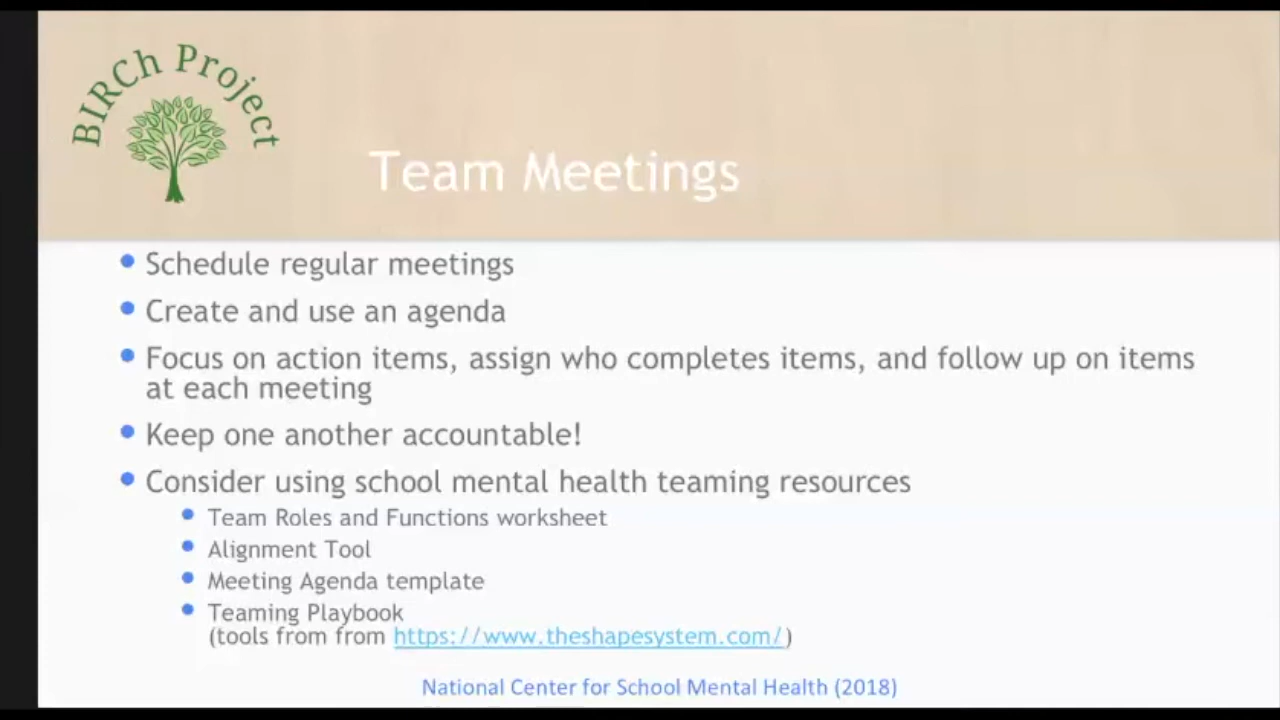 BIRCh Project
Team Meetings
Schedule regular meetings
Create and use an agenda
Focus on action items, assign who completes items, and follow up on items
at each meeting
Keep one another accountable!
Consider using school mental health teaming resources
Team Roles and Functions worksheet
Alignment Tool
Meeting Agenda template
Teaming Playbook
(tools from from https://www.theshapesystem.com/)
National Center for School Mental Health (2018)